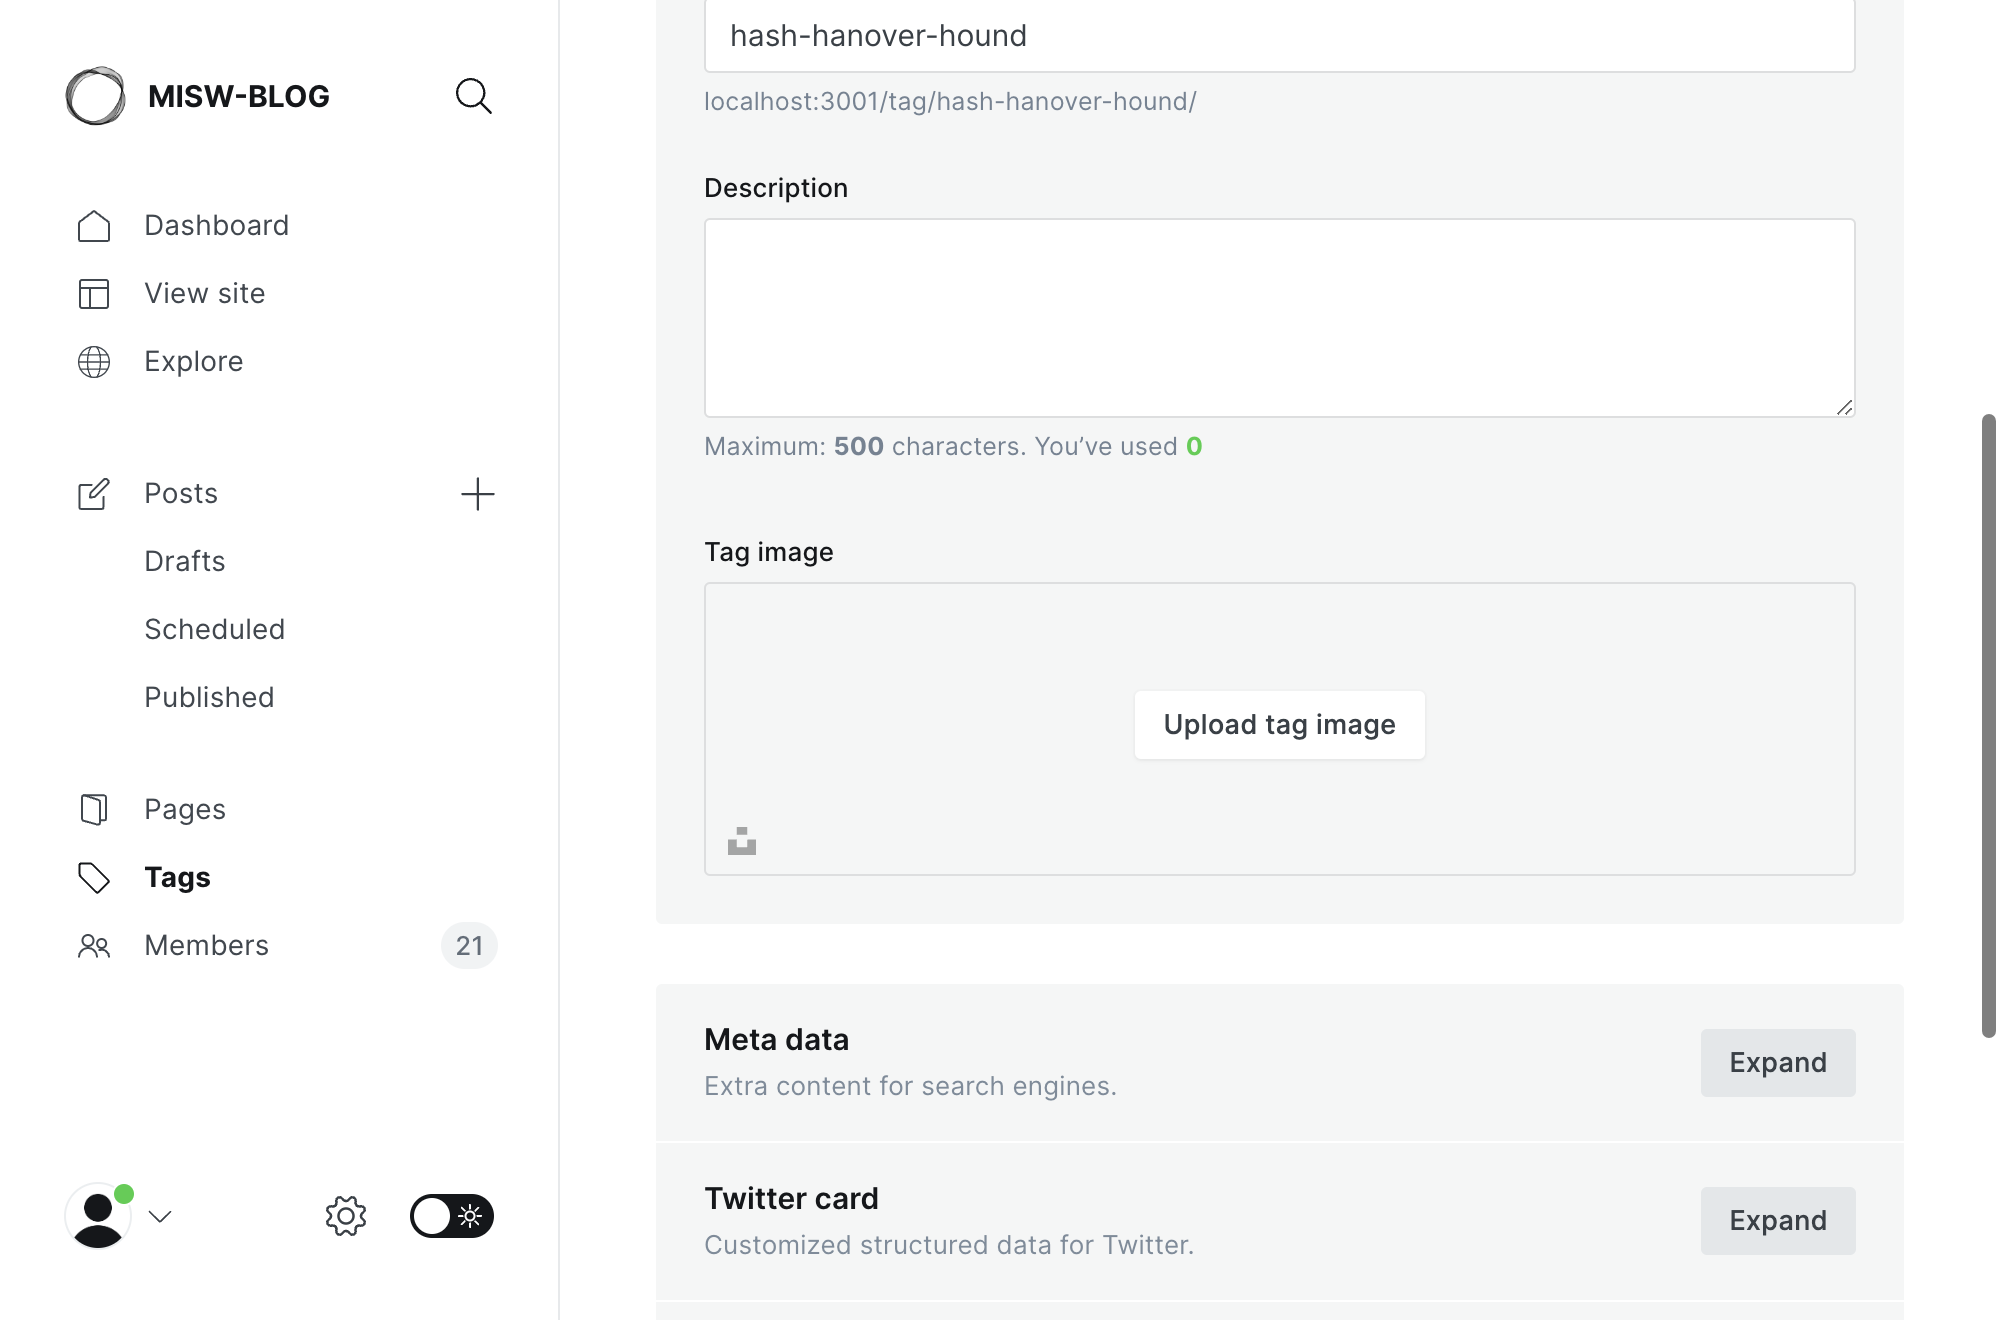 MISW-BLOG
Dashboard
View site
Explore
Posts
Drafts
Scheduled
Published
Pages
Tags
Members
21
hash-hanover-hound
localhost:3001/tag/hash-hanover-hound/
Description
Maximum: 500 characters. You’ve used 0
Tag image
Upload tag image
Meta data
Extra content for search engines.
Expand
Twitter card
Customized structured data for Twitter.
Expand